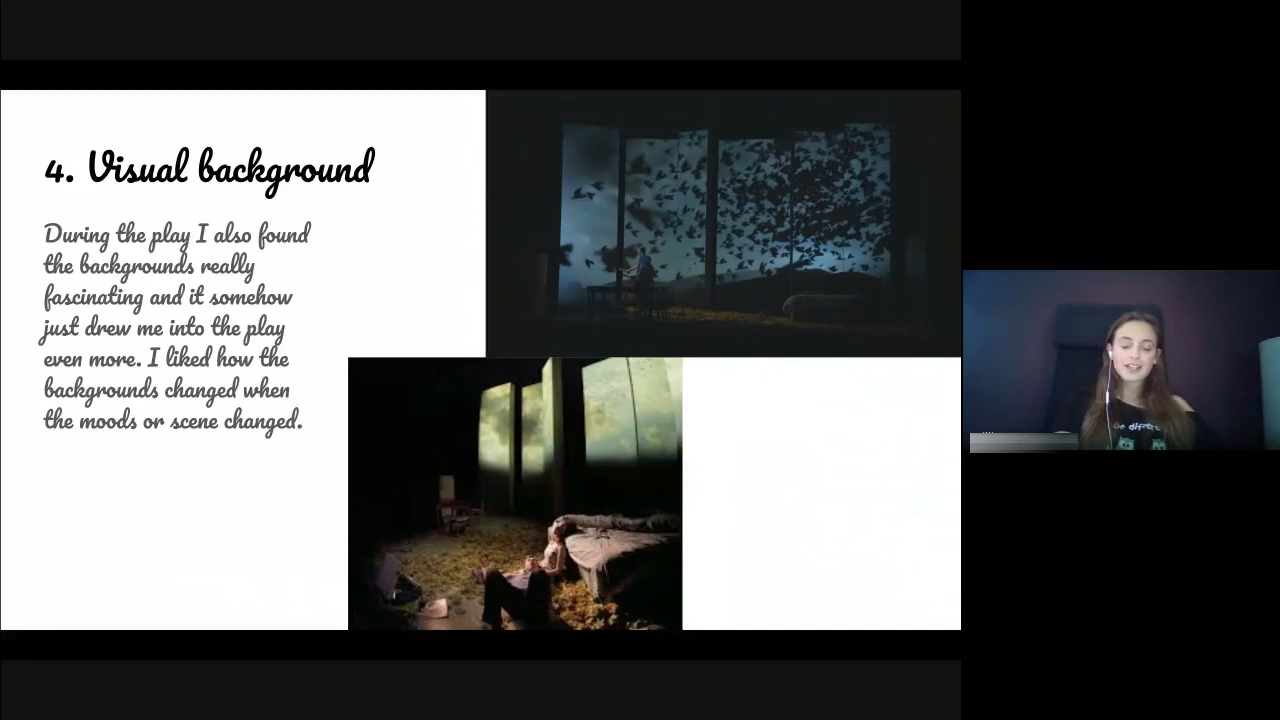 4. Visual background
During the play I also found
the backgrounds really
fascinating and it somehow
just drew me into the play
even more. I liked how the
backgrounds changed when
the moods or scene changed.